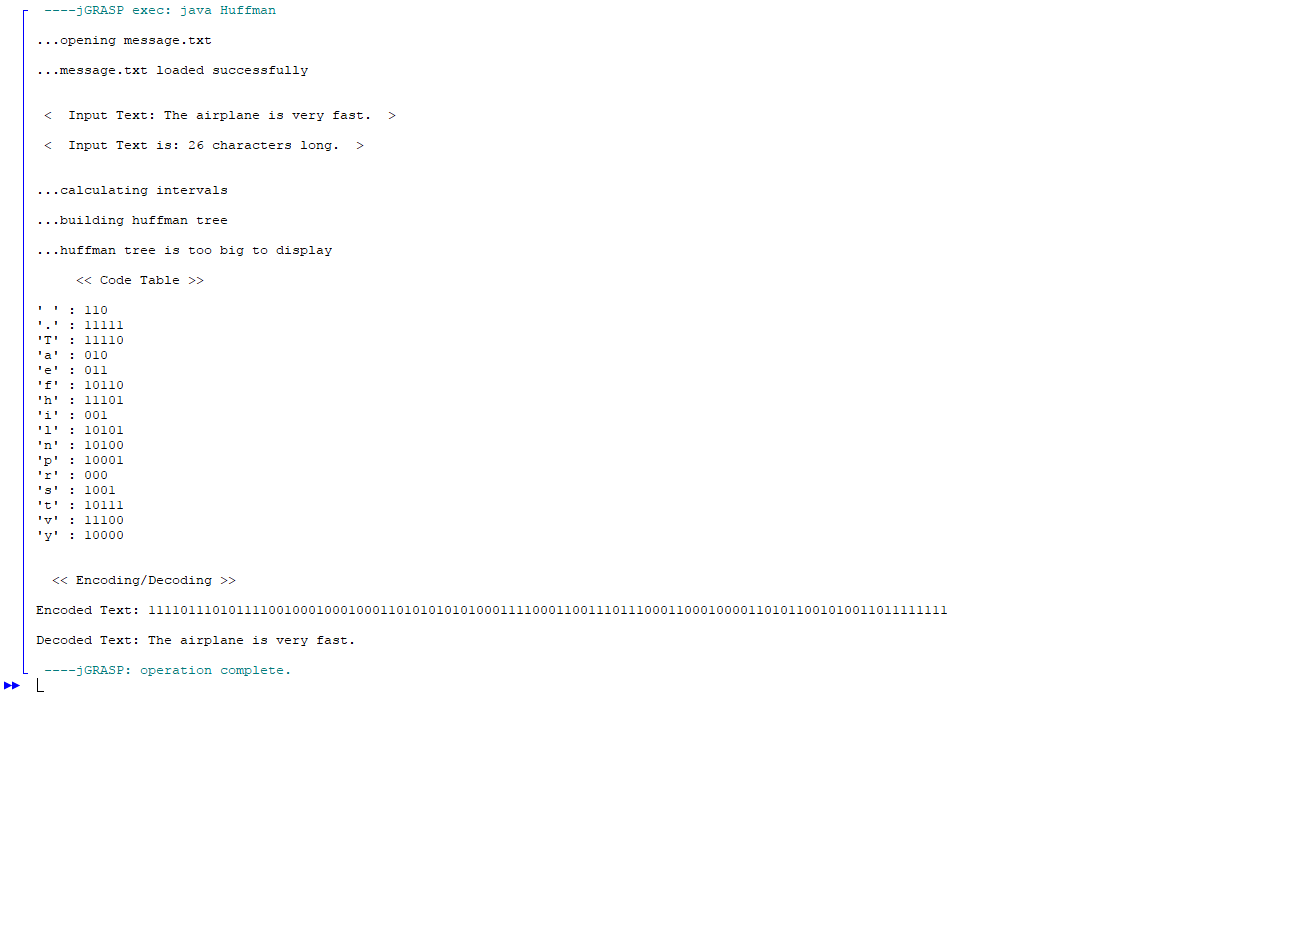 ----jGRASP exec: java Huffman
...opening message.txt
...message.txt loaded successfully
<  Input Text: The airplane is very fast.  >
<  Input Text is: 26 characters long.  >
...calculating intervals
...building huffman tree
...huffman tree is too big to display
<< Code Table >>
' ' : 110
'.' : 11111
'T' : 11110
'a' : 010
'e' : 011
'f' : 10110
'h' : 11101
'i' : 001
'l' : 10101
'n' : 10100
'p' : 10001
'r' : 000
's' : 1001
't' : 10111
'v' : 11100
'y' : 10000
<< Encoding/Decoding >>
Encoded Text: 1111011101011110010001000100011010101010100011110001100111011100011000100001101011001010011011111111
Decoded Text: The airplane is very fast.
----jGRASP: operation complete.